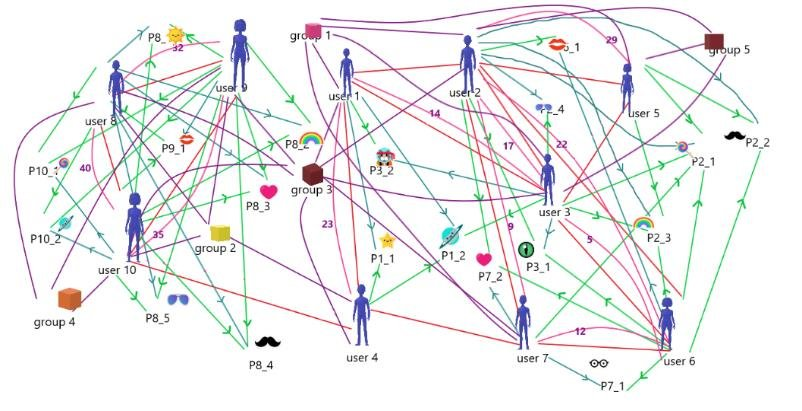 P8_
32
group 1
29
p_1
group 5
user 9
user 8
user 1
user 2
14
_4
user 5
17
22
P9_1
P8_2
P2_2
40
P10_1
P3_2
P2_1
group 3
P8_3
user 3
P10_2
35
group 2
23
9
5
P2_3
P1_1
P1_2
P3_1
user 10
P7_2
P8_5
group 4
12
user 4
user 7
user 6
P8_4
P7_1